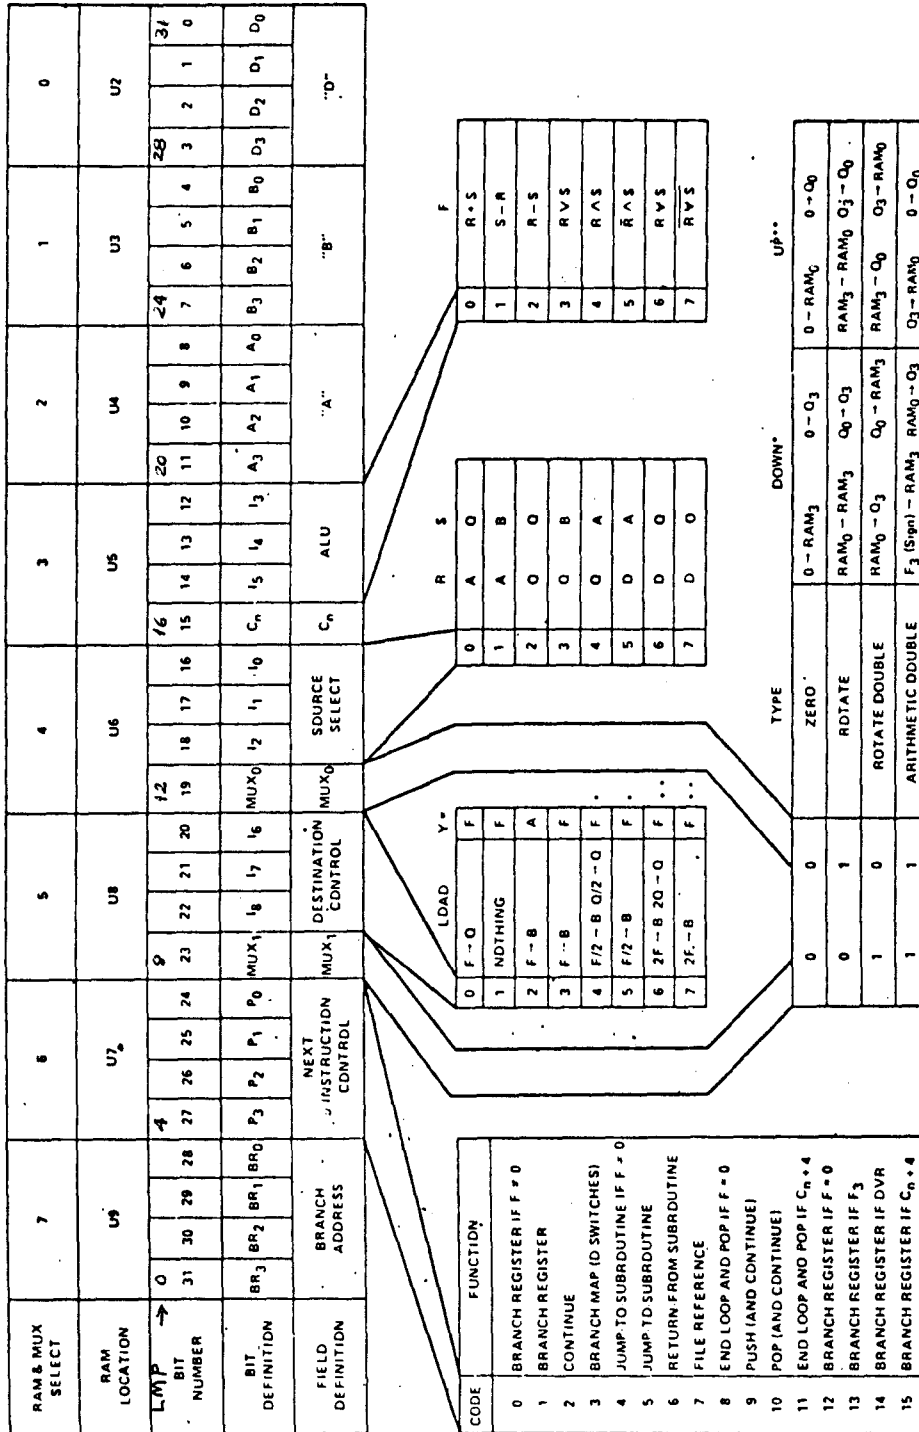 RAM & MUX SELECT 7 6 5 4 3 2 1 0
RAM LOCATION U9 U7 U8 U6 U5 U4 U3 U2
LMP → 0 4 8 12 16 20 24 28 31
BIT NUMBER 31 30 29 28 27 26 25 24 23 22 21 20 19 18 17 16 15 14 13 12 11 10 9 8 7 6 5 4 3 2 1 0
BIT DEFINITION BR3 BR2 BR1 BR0 P3 P2 P1 P0 MUX1 I8 I7 I6 MUX0 I2 I1 I0 Cn I5 I4 I3 A3 A2 A1 A0 B3 B2 B1 B0 D3 D2 D1 D0
FIELD DEFINITION BRANCH ADDRESS NEXT INSTRUCTION CONTROL MUX1 DESTINATION CONTROL MUX0 SOURCE SELECT Cn ALU "A" "B" "D"
CODE FUNCTION
0 BRANCH REGISTER IF F ≠ 0
1 BRANCH REGISTER
2 CONTINUE
3 BRANCH MAP (D SWITCHES)
4 JUMP TO SUBROUTINE IF F ≠ 0
5 JUMP TO SUBROUTINE
6 RETURN FROM SUBROUTINE
7 FILE REFERENCE
8 END LOOP AND POP IF F = 0
9 PUSH (AND CONTINUE)
10 POP (AND CONTINUE)
11 END LOOP AND POP IF Cn + 4
12 BRANCH REGISTER IF F = 0
13 BRANCH REGISTER IF F3
14 BRANCH REGISTER IF OVR
15 BRANCH REGISTER IF Cn + 4
LOAD Y =
0 F → Q F
1 NOTHING F
2 F → B A
3 F → B F
4 F/2 → B Q/2 → Q F *
5 F/2 → B F *
6 2F → B 2Q → Q F **
7 2F → B F **
R S
0 A Q
1 A B
2 O Q
3 O B
4 O A
5 D A
6 D Q
7 D O
F
0 R + S
1 S − R
2 R − S
3 R ∨ S
4 R ∧ S
5 R̄ ∧ S
6 R ⊻ S
7 R ⊻ S
TYPE DOWN* UP**
0 0 ZERO 0 → RAM3 0 → Q3 0 → RAM0 0 → Q0
0 1 ROTATE RAM0 → RAM3 Q0 → Q3 RAM3 → RAM0 Q3 → Q0
1 0 ROTATE DOUBLE RAM0 → Q3 Q0 → RAM3 RAM3 → Q0 Q3 → RAM0
1 1 ARITHMETIC DOUBLE F3 (Sign) → RAM3 RAM0 → Q3 Q3 → RAM0 0 → Q0